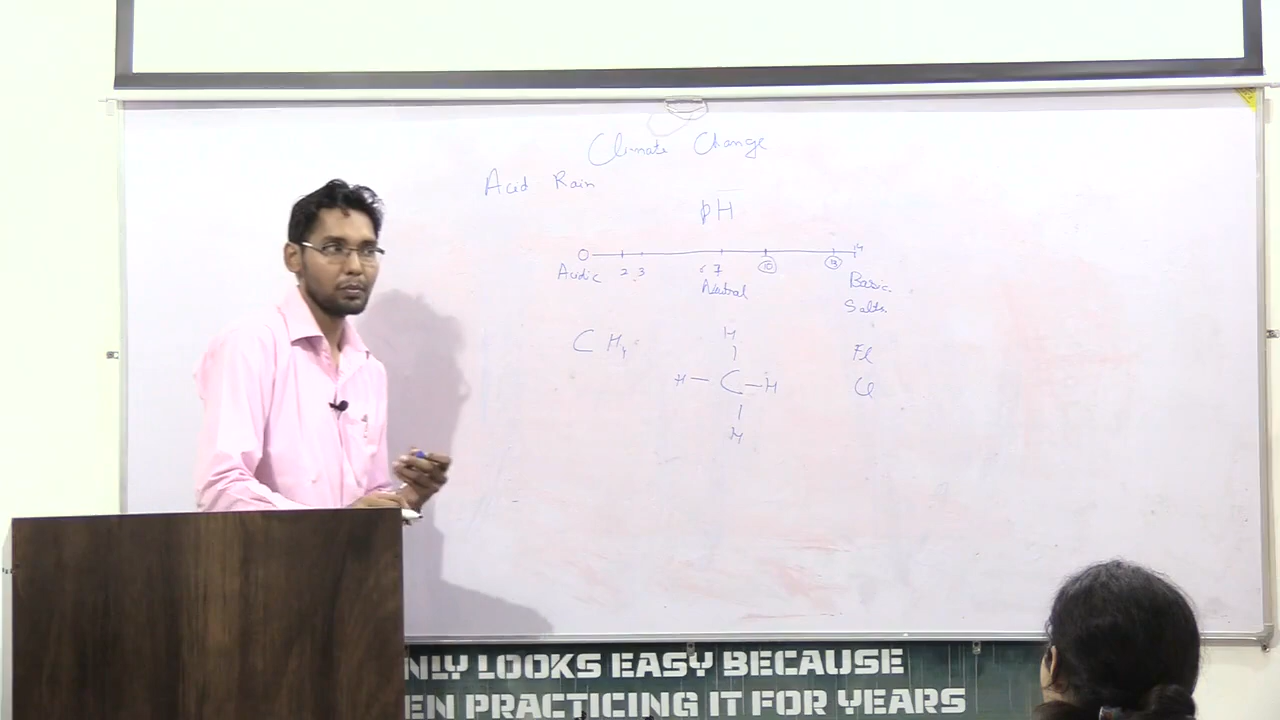 Climate Change
Acid Rain
pH
0 2 3 6 7 10 13 14
Acidic Neutral Basic
Salts
C H4
H
H — C — H
H
Fl
Cl
NLY LOOKS EASY BECAUSE
EN PRACTICING IT FOR YEARS